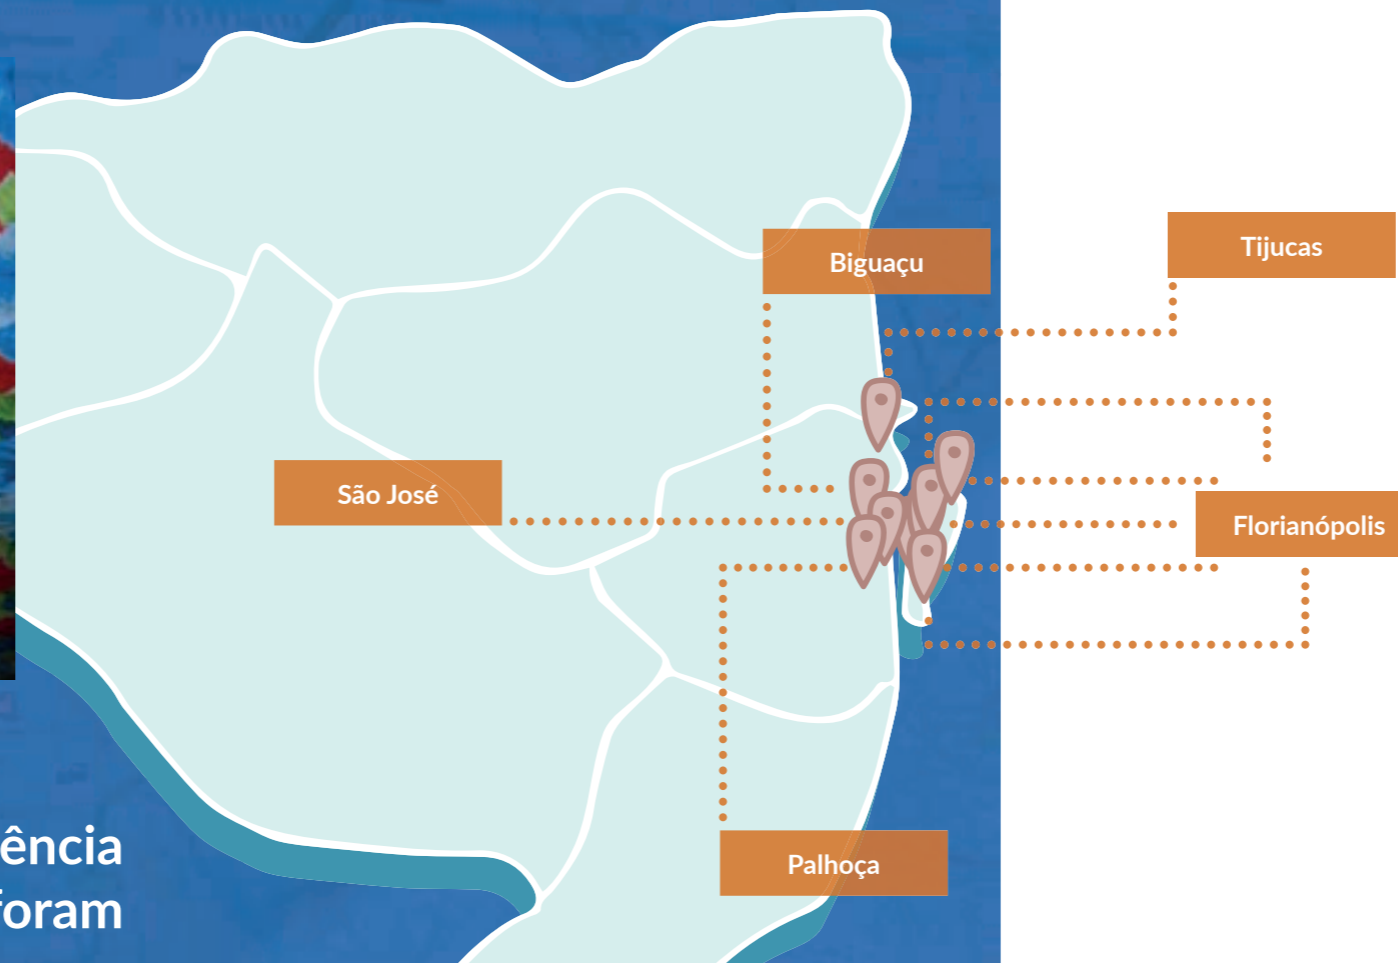 Tijucas
Biguaçu
São José
Florianópolis
Palhoça
ência
foram